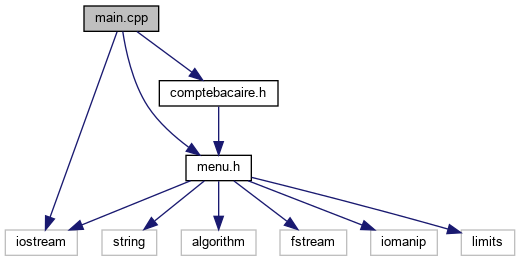 main.cpp
comptebacaire.h
menu.h
iostream
string
algorithm
fstream
iomanip
limits